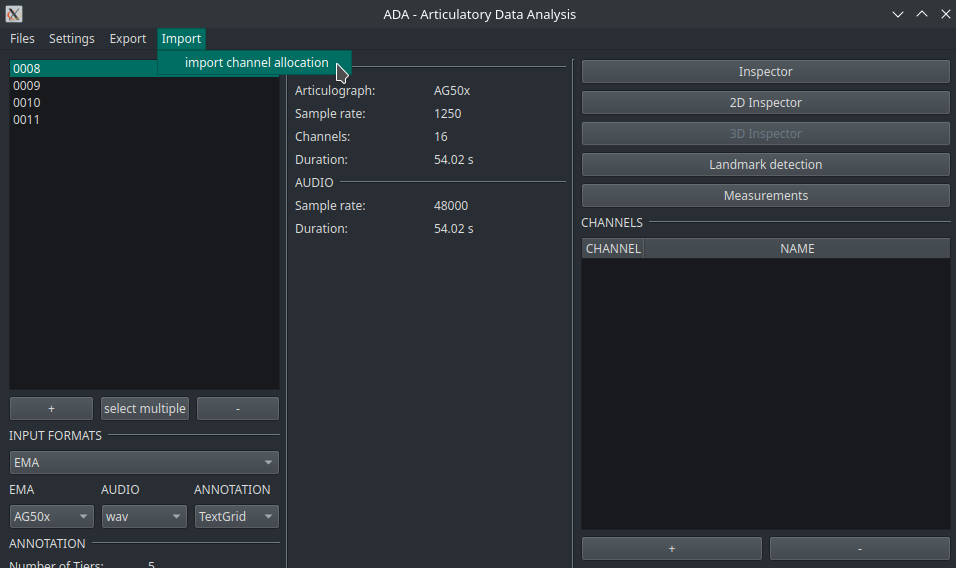 ADA - Articulatory Data Analysis
Files Settings Export Import
import channel allocation
0008
0009
0010
0011
+ select multiple -
INPUT FORMATS
EMA
EMA AUDIO ANNOTATION
AG50x wav TextGrid
ANNOTATION
Number of Tiers: 5
Articulograph: AG50x
Sample rate: 1250
Channels: 16
Duration: 54.02 s
AUDIO
Sample rate: 48000
Duration: 54.02 s
Inspector
2D Inspector
3D Inspector
Landmark detection
Measurements
CHANNELS
CHANNEL NAME
+ -